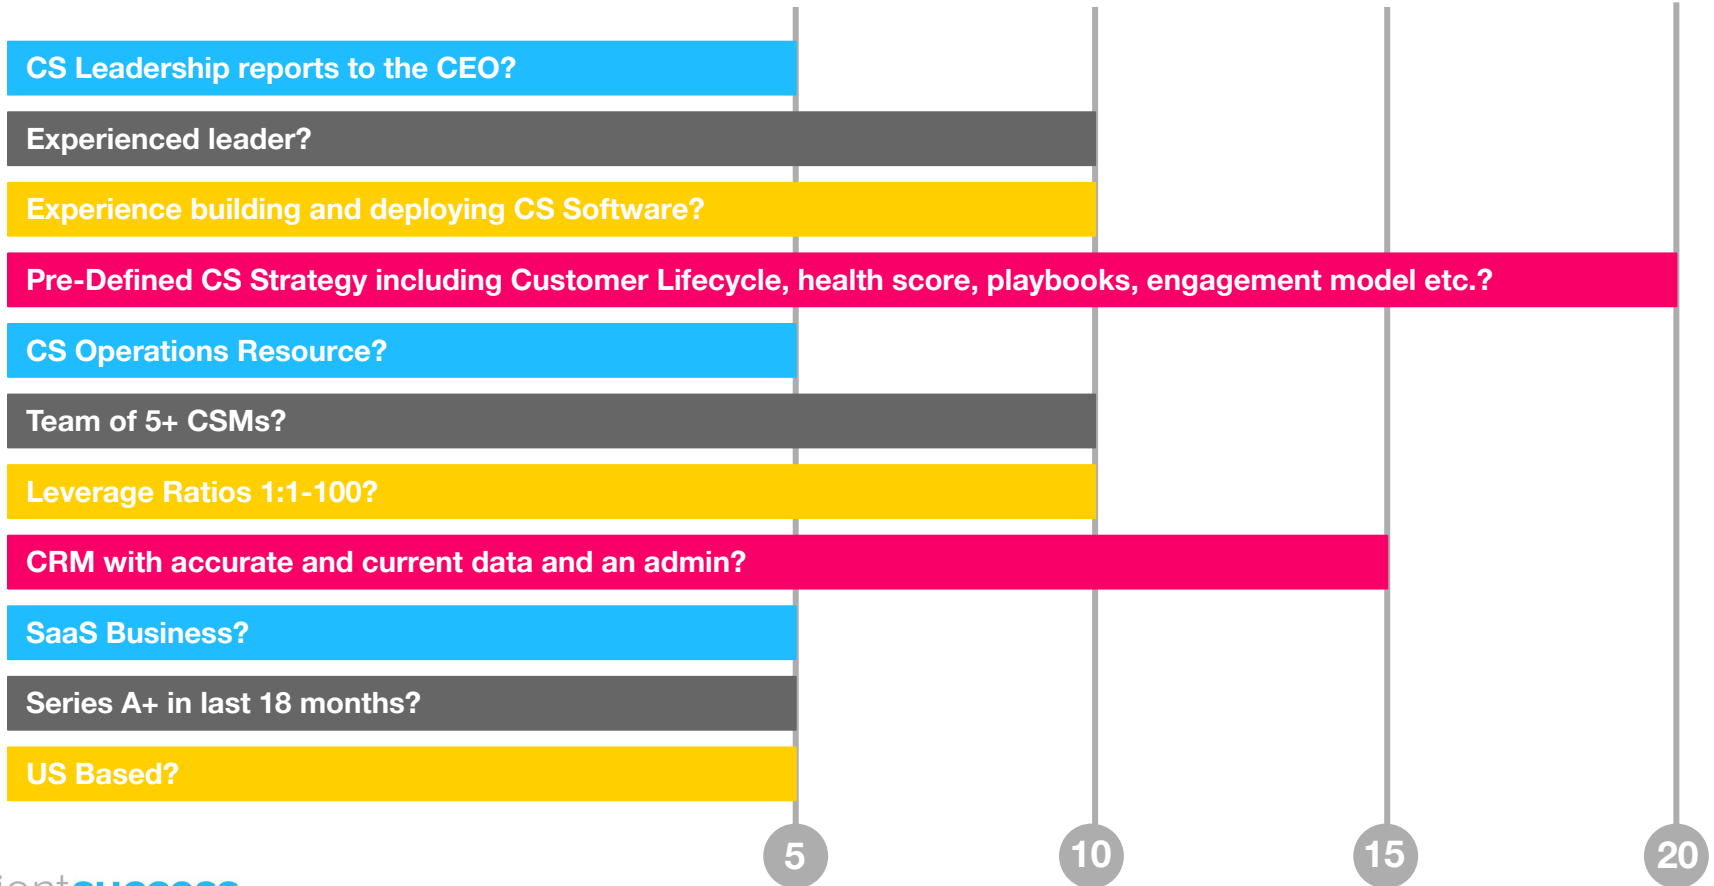 CS Leadership reports to the CEO?
Experienced leader?
Experience building and deploying CS Software?
Pre-Defined CS Strategy including Customer Lifecycle, health score, playbooks, engagement model etc.?
CS Operations Resource?
Team of 5+ CSMs?
Leverage Ratios 1:1-100?
CRM with accurate and current data and an admin?
SaaS Business?
Series A+ in last 18 months?
US Based?
5 10 15 20